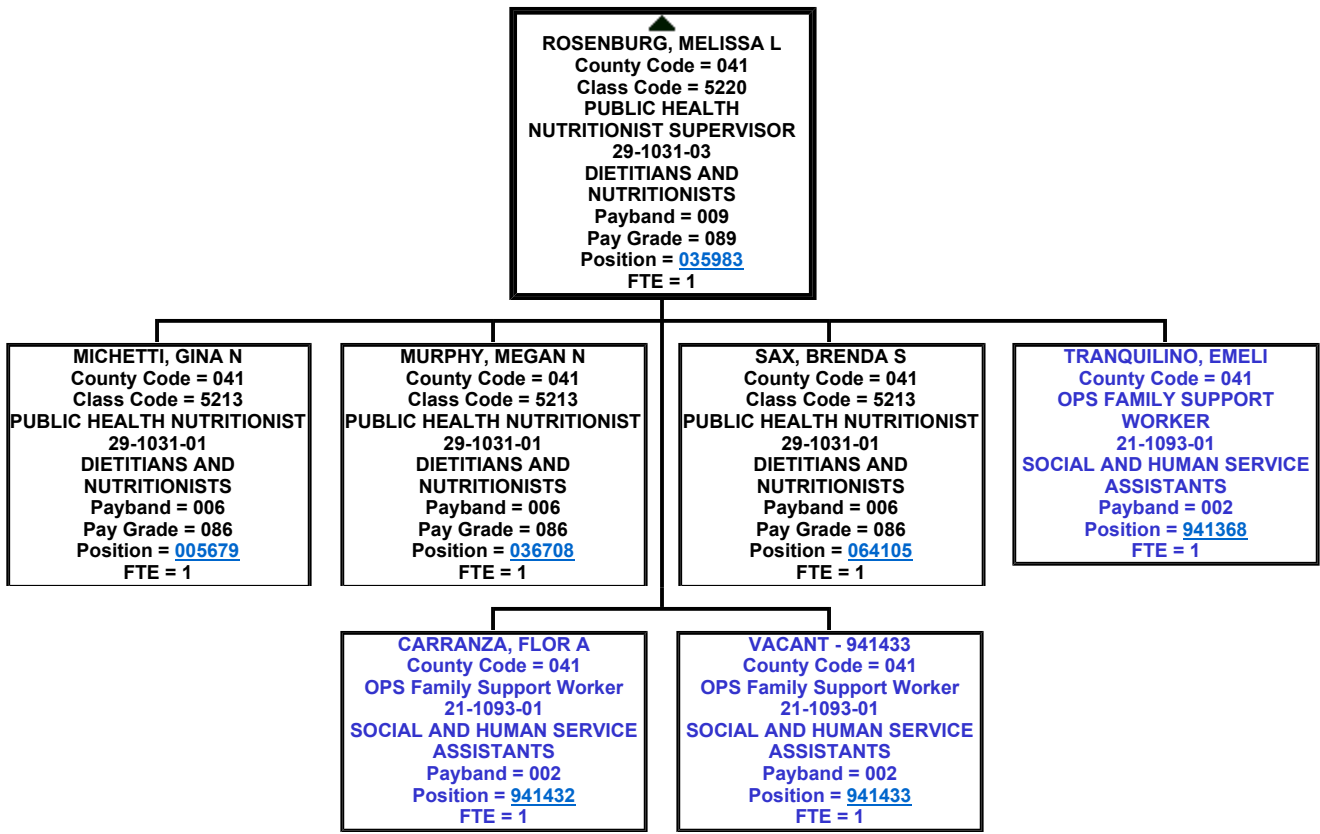 ROSENBURG, MELISSA L
County Code = 041
Class Code = 5220
PUBLIC HEALTH
NUTRITIONIST SUPERVISOR
29-1031-03
DIETITIANS AND
NUTRITIONISTS
Payband = 009
Pay Grade = 089
Position = 035983
FTE = 1
MICHETTI, GINA N
County Code = 041
Class Code = 5213
PUBLIC HEALTH NUTRITIONIST
29-1031-01
DIETITIANS AND
NUTRITIONISTS
Payband = 006
Pay Grade = 086
Position = 005679
FTE = 1
MURPHY, MEGAN N
County Code = 041
Class Code = 5213
PUBLIC HEALTH NUTRITIONIST
29-1031-01
DIETITIANS AND
NUTRITIONISTS
Payband = 006
Pay Grade = 086
Position = 036708
FTE = 1
SAX, BRENDA S
County Code = 041
Class Code = 5213
PUBLIC HEALTH NUTRITIONIST
29-1031-01
DIETITIANS AND
NUTRITIONISTS
Payband = 006
Pay Grade = 086
Position = 064105
FTE = 1
TRANQUILINO, EMELI
County Code = 041
OPS FAMILY SUPPORT
WORKER
21-1093-01
SOCIAL AND HUMAN SERVICE
ASSISTANTS
Payband = 002
Position = 941368
FTE = 1
CARRANZA, FLOR A
County Code = 041
OPS Family Support Worker
21-1093-01
SOCIAL AND HUMAN SERVICE
ASSISTANTS
Payband = 002
Position = 941432
FTE = 1
VACANT - 941433
County Code = 041
OPS Family Support Worker
21-1093-01
SOCIAL AND HUMAN SERVICE
ASSISTANTS
Payband = 002
Position = 941433
FTE = 1